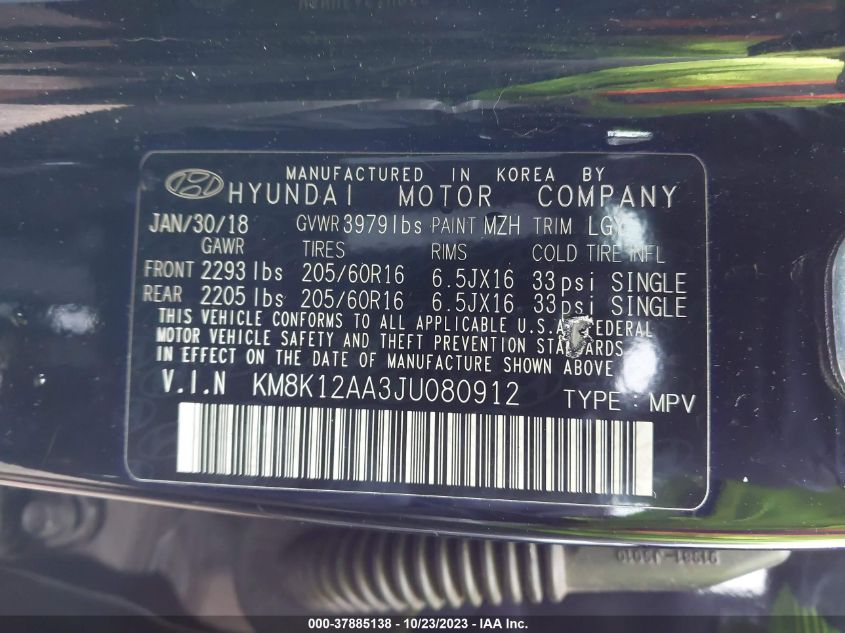 MANUFACTURED IN KOREA BY
HYUNDAI MOTOR COMPANY
JAN/30/18 GVWR 3979lbs PAINT MZH TRIM LGY
GAWR TIRES RIMS COLD TIRE INFL
FRONT 2293lbs 205/60R16 6.5JX16 33psi SINGLE
REAR 2205lbs 205/60R16 6.5JX16 33psi SINGLE
THIS VEHICLE CONFORMS TO ALL APPLICABLE U.S.A. FEDERAL
MOTOR VEHICLE SAFETY AND THEFT PREVENTION STANDARDS
IN EFFECT ON THE DATE OF MANUFACTURE SHOWN ABOVE
V.I.N KM8K12AA3JU080912 TYPE : MPV
000-37885138 - 10/23/2023 - IAA Inc.